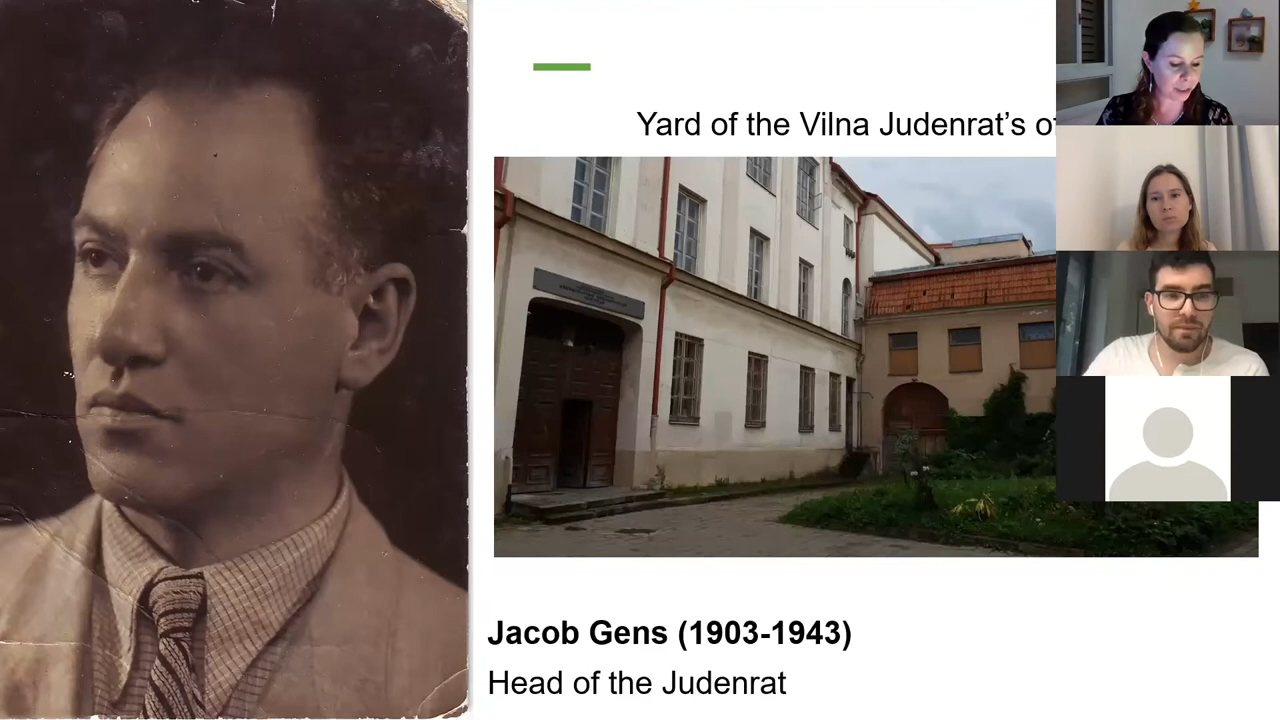 Yard of the Vilna Judenrat’s
Jacob Gens (1903-1943)
Head of the Judenrat